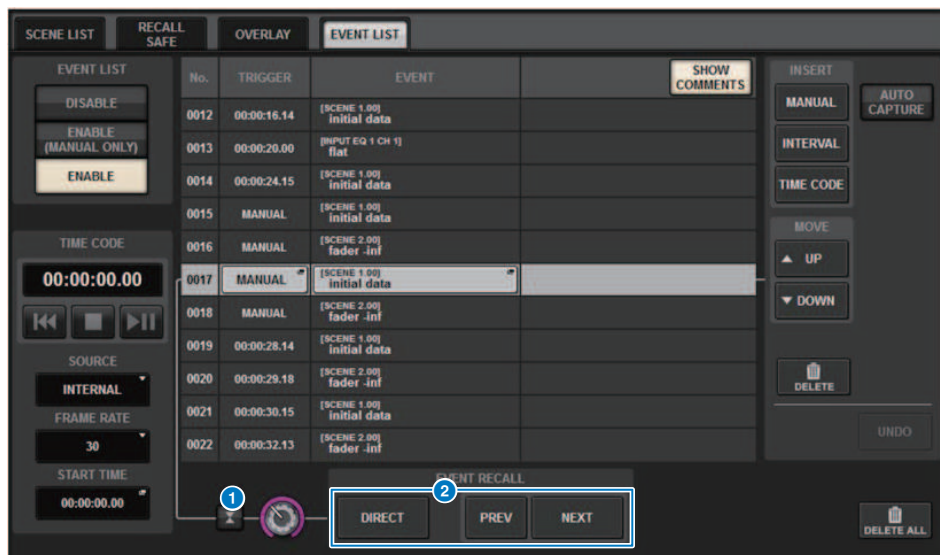 SCENE LIST
RECALL
SAFE
OVERLAY
EVENT LIST
EVENT LIST
DISABLE
ENABLE
(MANUAL ONLY)
ENABLE
TIME CODE
00:00:00.00
SOURCE
INTERNAL
FRAME RATE
30
START TIME
00:00:00.00
No. TRIGGER EVENT SHOW COMMENTS
0012 00:00:16.14 [SCENE 1.00] initial data
0013 00:00:20.00 [INPUT EQ 1 CH 1] flat
0014 00:00:24.15 [SCENE 1.00] initial data
0015 MANUAL [SCENE 1.00] initial data
0016 MANUAL [SCENE 2.00] fader -inf
0017 MANUAL [SCENE 1.00] initial data
0018 MANUAL [SCENE 2.00] fader -inf
0019 00:00:28.14 [SCENE 1.00] initial data
0020 00:00:29.18 [SCENE 2.00] fader -inf
0021 00:00:30.15 [SCENE 1.00] initial data
0022 00:00:32.13 [SCENE 2.00] fader -inf
INSERT
MANUAL
AUTO
CAPTURE
INTERVAL
TIME CODE
MOVE
UP
DOWN
DELETE
UNDO
1
EVENT RECALL
2
DIRECT PREV NEXT
DELETE ALL